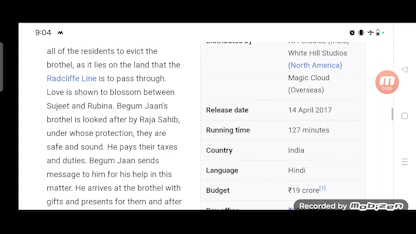 9:04
all of the residents to evict the
brothel, as it lies on the land that the
Radcliffe Line is to pass through.
Love is shown to blossom between
Sujeet and Rubina. Begum Jaan's
brothel is looked after by Raja Sahib,
under whose protection, they are
safe and sound. He pays their taxes
and duties. Begum Jaan sends
message to him for his help in this
matter. He arrives at the brothel with
gifts and presents for them and after
White Hill Studios
(North America)
Magic Cloud
(Overseas)
Release date 14 April 2017
Running time 127 minutes
Country India
Language Hindi
Budget ₹19 crore[1]
Recorded by Mobizen